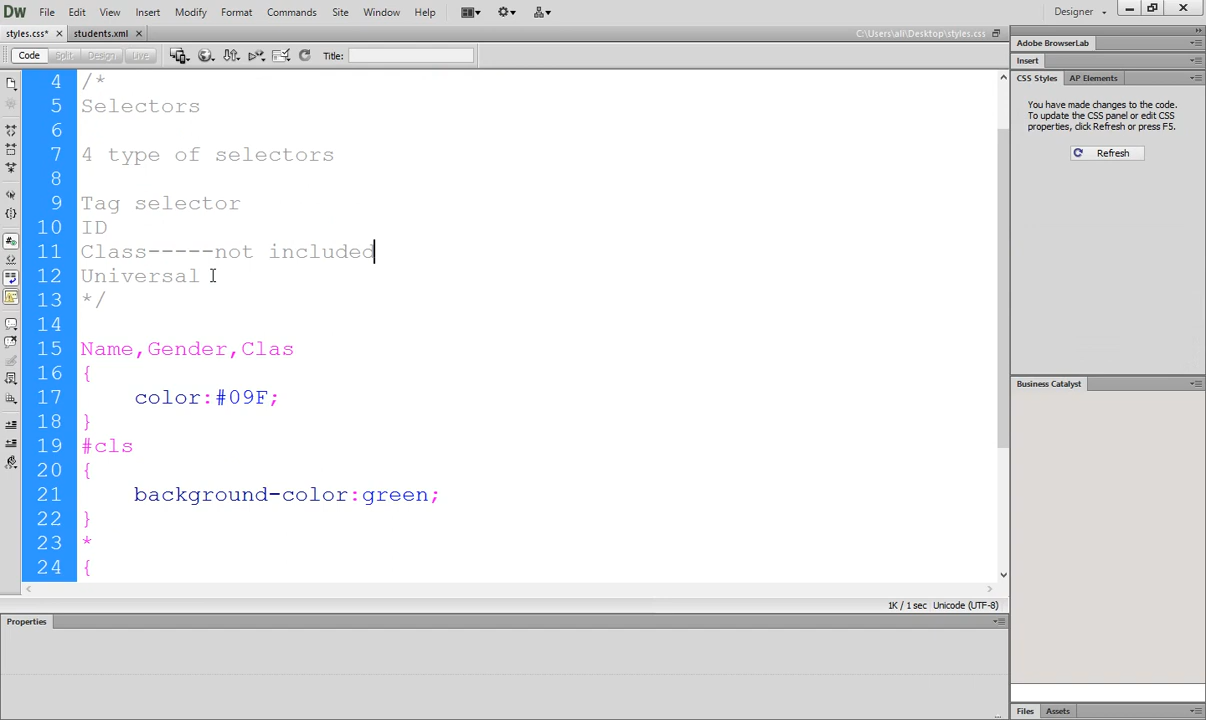 DW File Edit View Insert Modify Format Commands Site Window Help Designer
styles.css* × students.xml ×
C:\Users\ali\Desktop\styles.css
Code Split Design Live Title:
Adobe BrowserLab
Insert
CSS Styles AP Elements
You have made changes to the code.
To update the CSS panel or edit CSS
properties, click Refresh or press F5.
Refresh
4 /*
5 Selectors
6
7 4 type of selectors
8
9 Tag selector
10 ID
11 Class-----not included
12 Universal
13 */
14
15 Name,Gender,Clas
16 {
17 color:#09F;
18 }
19 #cls
20 {
21 background-color:green;
22 }
23 *
24 {
Business Catalyst
1K / 1 sec Unicode (UTF-8)
Properties
Files Assets